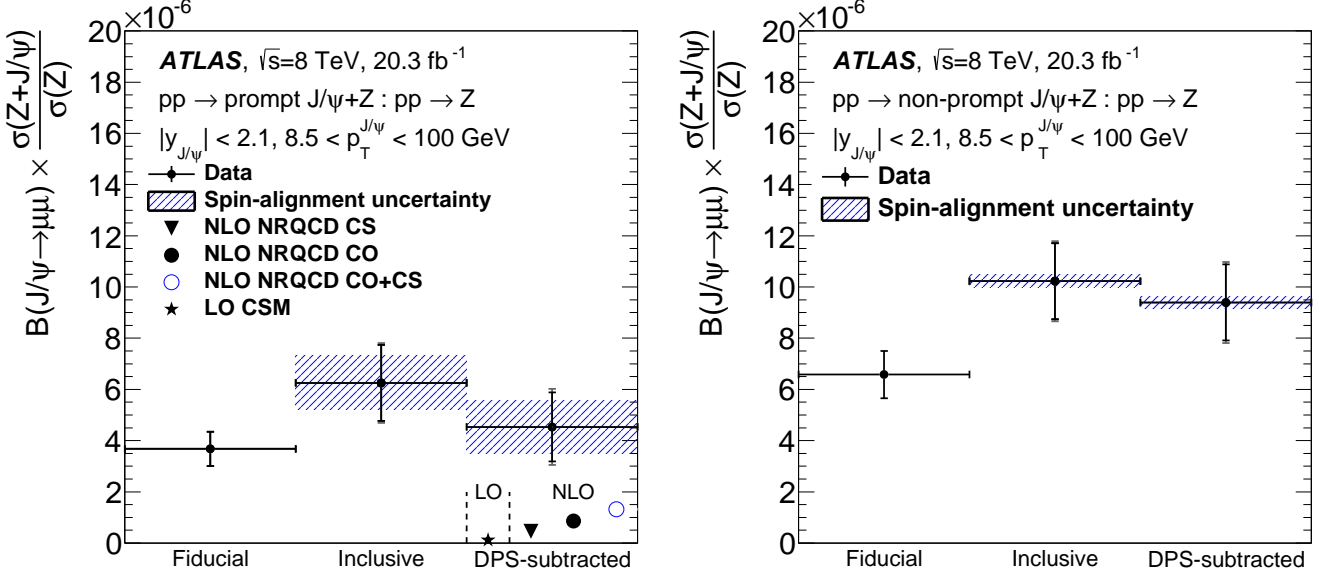 B(J/ψ→μμ) × σ(Z+J/ψ)/σ(Z)
×10⁻⁶
20
18
16
14
12
10
8
6
4
2
0
ATLAS, √s=8 TeV, 20.3 fb⁻¹
pp → prompt J/ψ+Z : pp → Z
|y_J/ψ| < 2.1, 8.5 < p_T^J/ψ < 100 GeV
Data
Spin-alignment uncertainty
NLO NRQCD CS
NLO NRQCD CO
NLO NRQCD CO+CS
LO CSM
LO NLO
Fiducial Inclusive DPS-subtracted
B(J/ψ→μμ) × σ(Z+J/ψ)/σ(Z)
×10⁻⁶
20
18
16
14
12
10
8
6
4
2
0
ATLAS, √s=8 TeV, 20.3 fb⁻¹
pp → non-prompt J/ψ+Z : pp → Z
|y_J/ψ| < 2.1, 8.5 < p_T^J/ψ < 100 GeV
Data
Spin-alignment uncertainty
Fiducial Inclusive DPS-subtracted